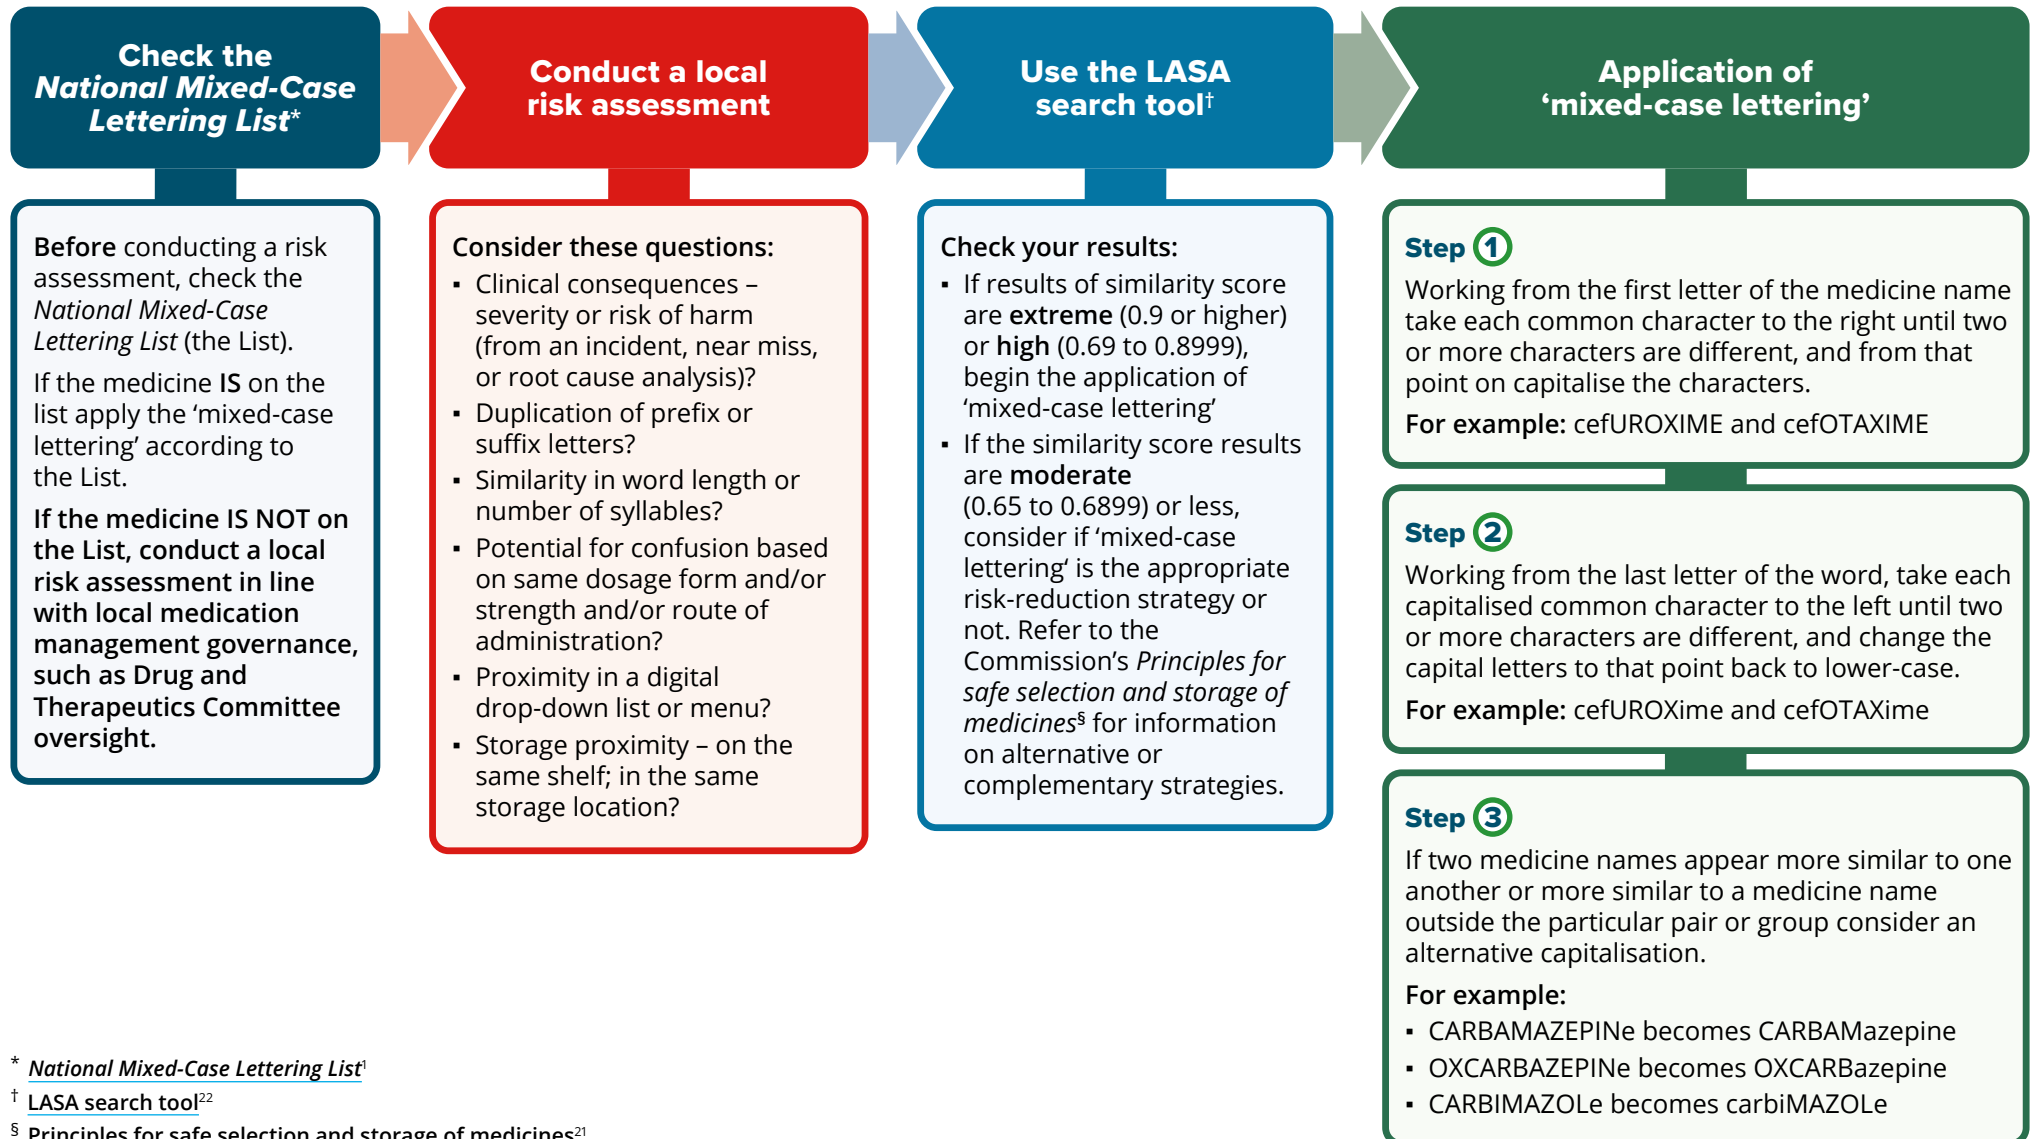 Check the
National Mixed-Case
Lettering List*
Before conducting a risk
assessment, check the
National Mixed-Case
Lettering List (the List).
If the medicine IS on the
list apply the ‘mixed-case
lettering’ according to
the List.
If the medicine IS NOT on
the List, conduct a local
risk assessment in line
with local medication
management governance,
such as Drug and
Therapeutics Committee
oversight.
Conduct a local
risk assessment
Consider these questions:
▪ Clinical consequences –
severity or risk of harm
(from an incident, near miss,
or root cause analysis)?
▪ Duplication of prefix or
suffix letters?
▪ Similarity in word length or
number of syllables?
▪ Potential for confusion based
on same dosage form and/or
strength and/or route of
administration?
▪ Proximity in a digital
drop-down list or menu?
▪ Storage proximity – on the
same shelf; in the same
storage location?
Use the LASA
search tool†
Check your results:
▪ If results of similarity score
are extreme (0.9 or higher)
or high (0.69 to 0.8999),
begin the application of
‘mixed-case lettering’
▪ If the similarity score results
are moderate
(0.65 to 0.6899) or less,
consider if ‘mixed-case
lettering‘ is the appropriate
risk-reduction strategy or
not. Refer to the
Commission’s Principles for
safe selection and storage of
medicines§ for information
on alternative or
complementary strategies.
Application of
‘mixed-case lettering’
Step 1
Working from the first letter of the medicine name
take each common character to the right until two
or more characters are different, and from that
point on capitalise the characters.
For example: cefUROXIME and cefOTAXIME
Step 2
Working from the last letter of the word, take each
capitalised common character to the left until two
or more characters are different, and change the
capital letters to that point back to lower-case.
For example: cefUROXime and cefOTAXime
Step 3
If two medicine names appear more similar to one
another or more similar to a medicine name
outside the particular pair or group consider an
alternative capitalisation.
For example:
▪ CARBAMAZEPINe becomes CARBAMazepine
▪ OXCARBAZEPINe becomes OXCARBazepine
▪ CARBIMAZOLe becomes carbiMAZOLe
* National Mixed-Case Lettering List1
† LASA search tool22
§ Principles for safe selection and storage of medicines21